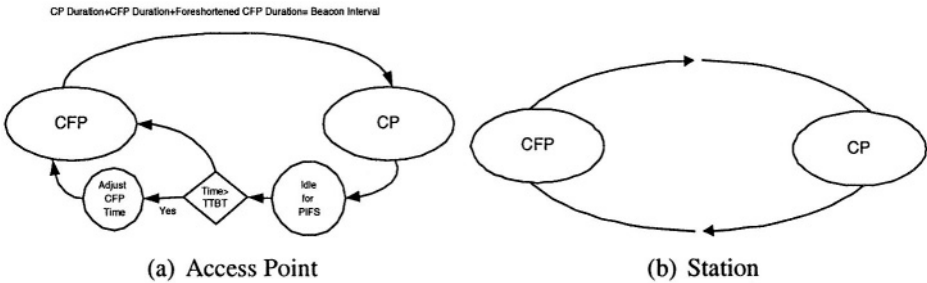 CP Duration+CFP Duration+Foreshortened CFP Duration= Beacon Interval
CFP
CP
Adjust
CFP
Time
Yes
Time>
TTBT
Idle
for
PIFS
(a) Access Point
CFP
CP
(b) Station